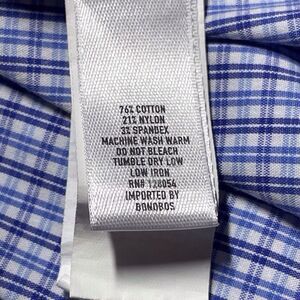 76% COTTON
21% NYLON
3% SPANDEX
MACHINE WASH WARM
DO NOT BLEACH
TUMBLE DRY LOW
LOW IRON
RN# 128054
IMPORTED BY
BONOBOS